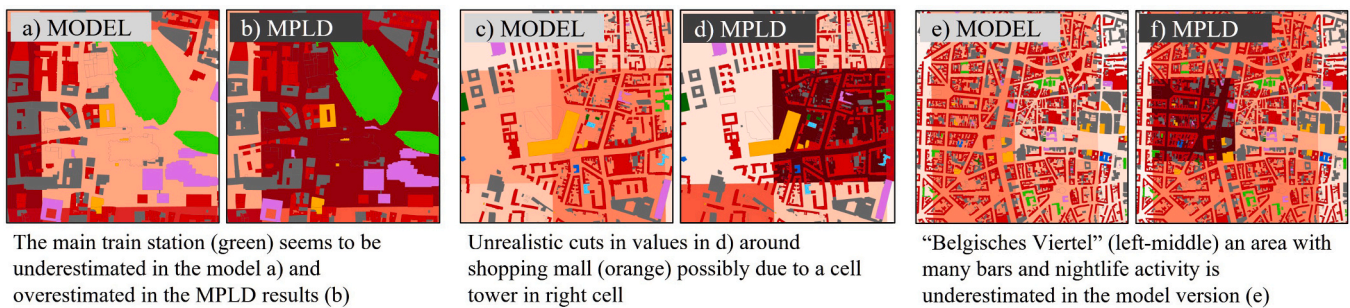 a) MODEL
b) MPLD
c) MODEL
d) MPLD
e) MODEL
f) MPLD
The main train station (green) seems to be
underestimated in the model a) and
overestimated in the MPLD results (b)
Unrealistic cuts in values in d) around
shopping mall (orange) possibly due to a cell
tower in right cell
“Belgisches Viertel” (left-middle) an area with
many bars and nightlife activity is
underestimated in the model version (e)